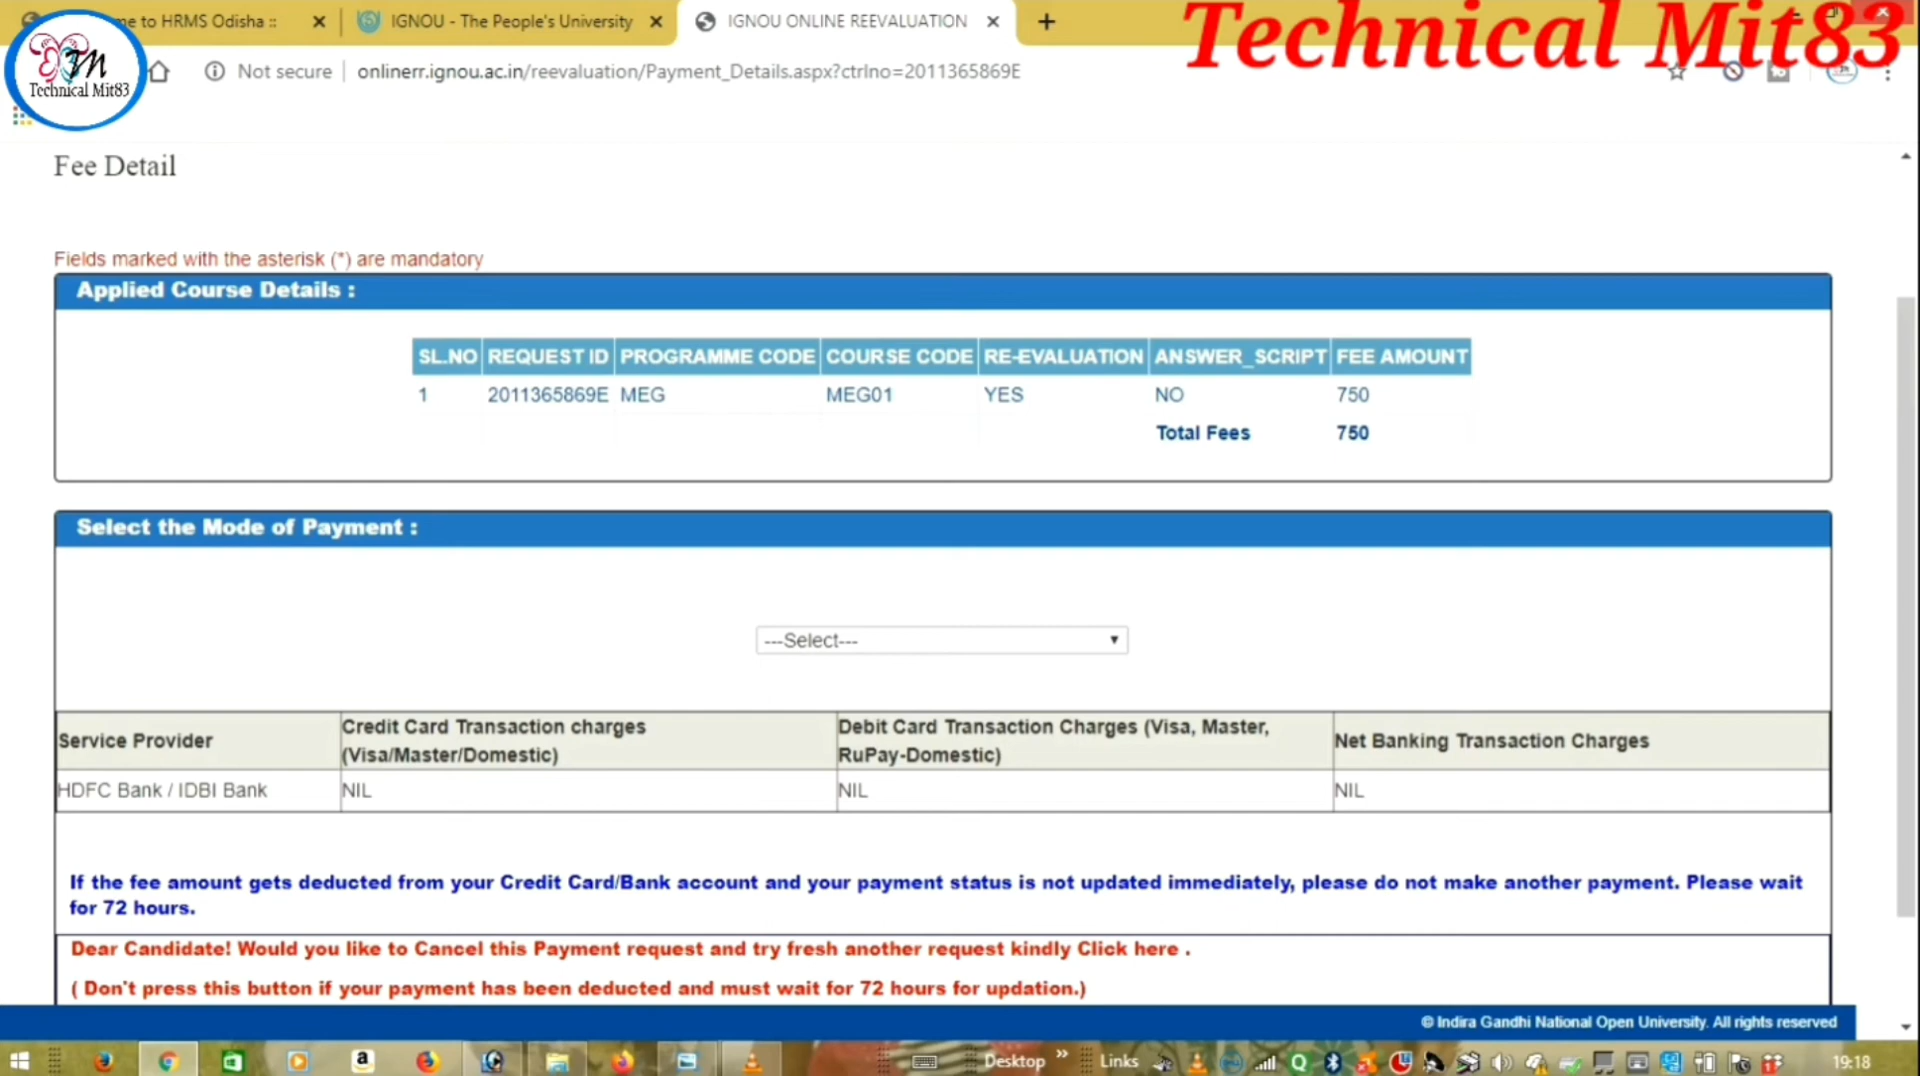 me to HRMS Odisha ::
IGNOU - The People's University
IGNOU ONLINE REEVALUATION
Technical Mit83
TM
Technical Mit83
Not secure
onlinerr.ignou.ac.in/reevaluation/Payment_Details.aspx?ctrlno=2011365869E
Fee Detail
Fields marked with the asterisk (*) are mandatory
Applied Course Details :
SL.NO REQUEST ID PROGRAMME CODE COURSE CODE RE-EVALUATION ANSWER_SCRIPT FEE AMOUNT
1 2011365869E MEG MEG01 YES NO 750
Total Fees 750
Select the Mode of Payment :
---Select---
Service Provider
Credit Card Transaction charges
(Visa/Master/Domestic)
Debit Card Transaction Charges (Visa, Master,
RuPay-Domestic)
Net Banking Transaction Charges
HDFC Bank / IDBI Bank NIL NIL NIL
If the fee amount gets deducted from your Credit Card/Bank account and your payment status is not updated immediately, please do not make another payment. Please wait
for 72 hours.
Dear Candidate! Would you like to Cancel this Payment request and try fresh another request kindly Click here .
( Don't press this button if your payment has been deducted and must wait for 72 hours for updation.)
© Indira Gandhi National Open University. All rights reserved
Desktop » Links 19:18